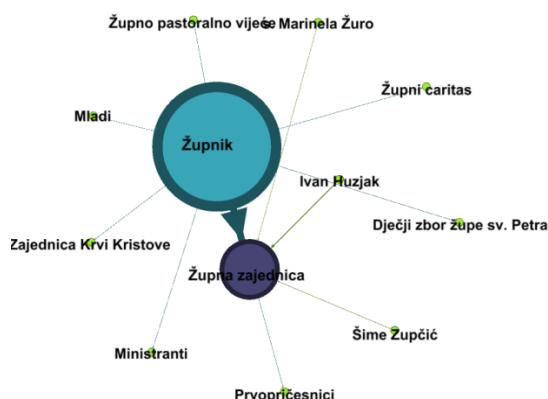 Župno pastoralno vijeće
s. Marinela Žuro
Župni caritas
Mladi
Župnik
Ivan Huzjak
Dječji zbor župe sv. Petra
Zajednica Krvi Kristove
Župna zajednica
Šime Zupčić
Ministranti
Prvopričesnici